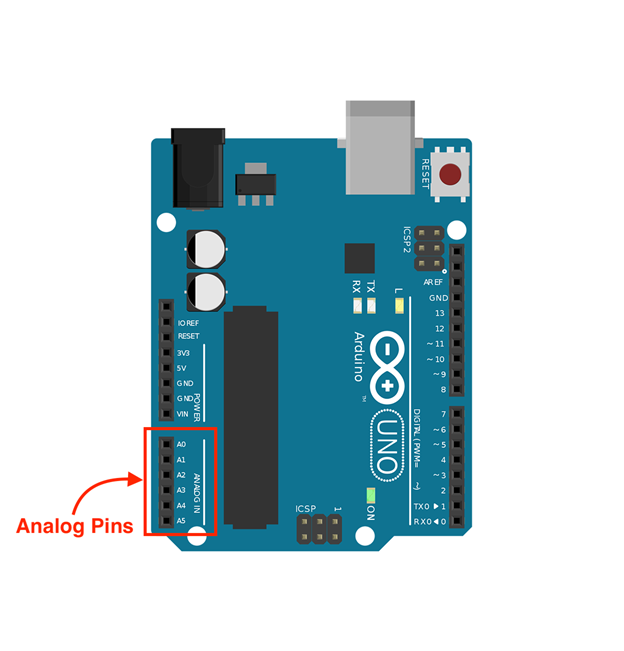 RESET
ICSP2
AREF
GND
13
12
~11
~10
~9
8
RX
TX
L
IOREF
RESET
3V3
5V
GND
GND
VIN
POWER
Arduino
TM
UNO
7
~6
~5
4
~3
2
TX0 ▶ 1
RX0 ◀ 0
DIGITAL (PWM= ~)
A0
A1
A2
A3
A4
A5
ANALOG IN
Analog Pins
ICSP
1
ON